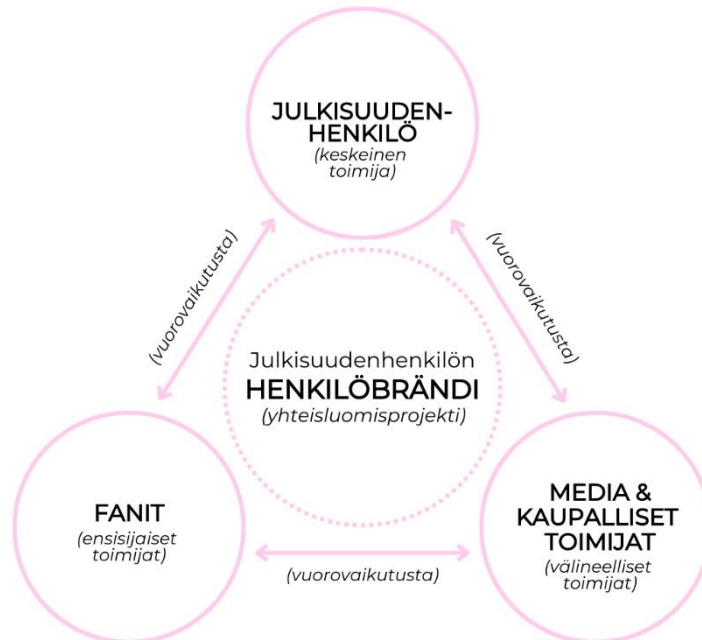 JULKISUUDEN-
HENKILÖ
(keskeinen
toimija)
(vuorovaikutusta)
(vuorovaikutusta)
Julkisuudenhenkilön
HENKILÖBRÄNDI
(yhteisluomisprojekti)
FANIT
(ensisijaiset
toimijat)
MEDIA &
KAUPALLISET
TOIMIJAT
(välineelliset
toimijat)
(vuorovaikutusta)